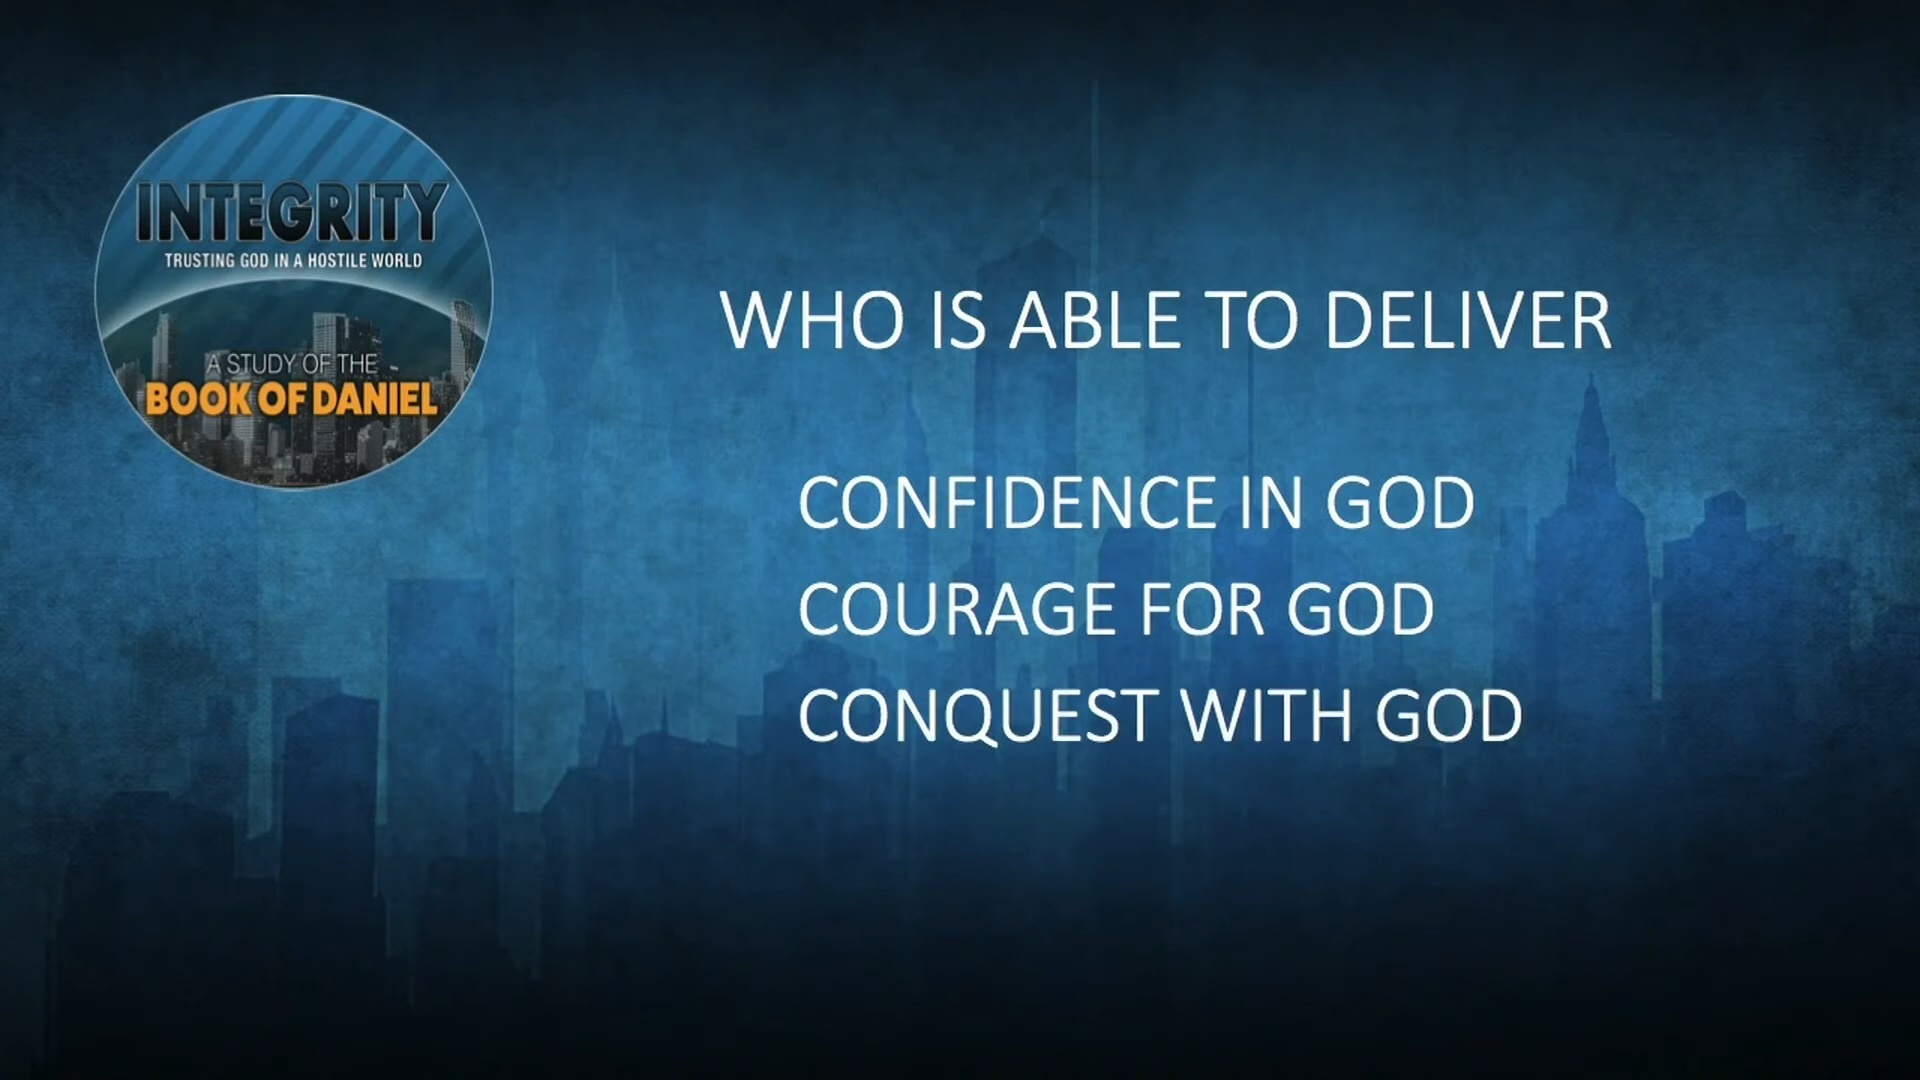 INTEGRITY
TRUSTING GOD IN A HOSTILE WORLD
A STUDY OF THE
BOOK OF DANIEL
WHO IS ABLE TO DELIVER
CONFIDENCE IN GOD
COURAGE FOR GOD
CONQUEST WITH GOD